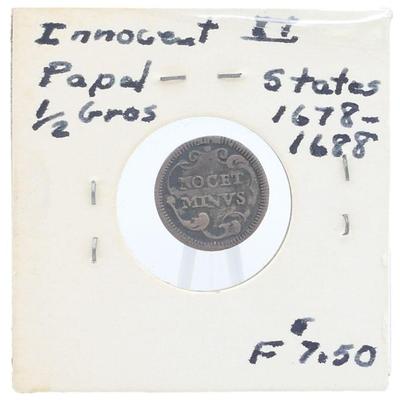 Innocent XI
Papal States
1/2 Gros 1678-
1688
NOCET
MINVS
F 7.50